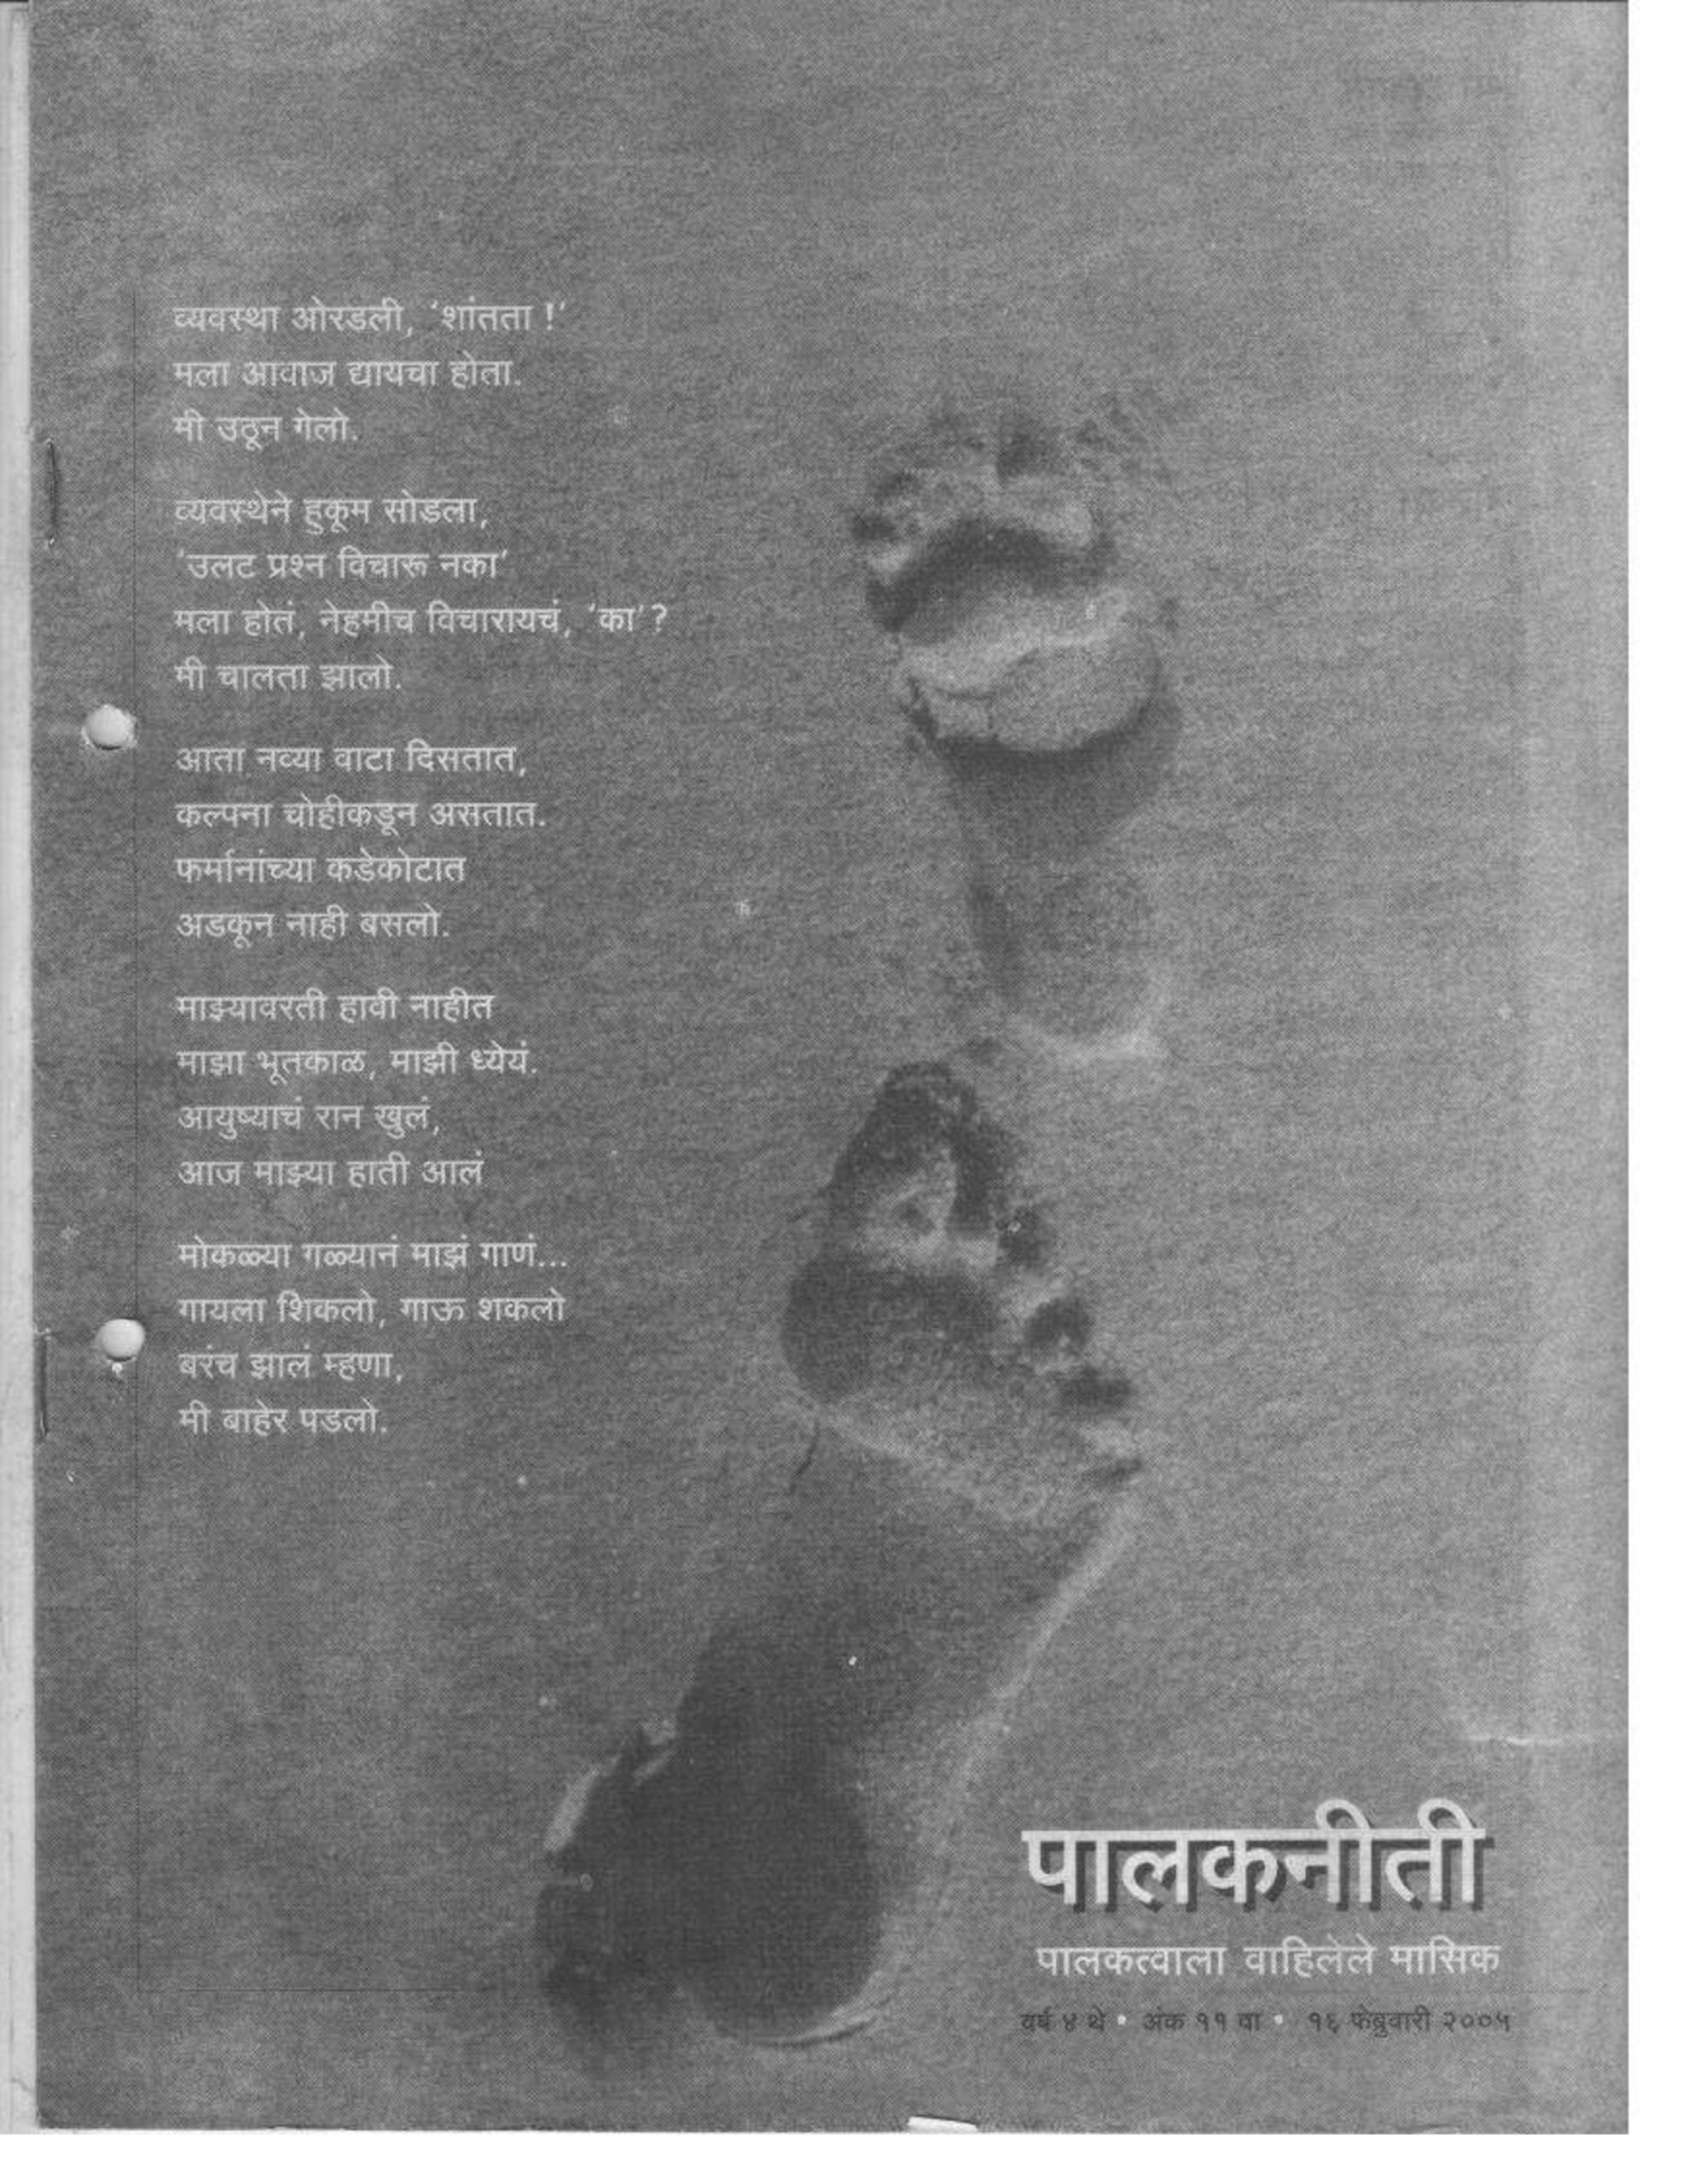 व्यवस्था ओरडली, ‘शांतता !’
मला आवाज द्यायचा होता.
मी उठून गेलो.
व्यवस्थेने हुकूम सोडला,
‘उलट प्रश्न विचारू नका’
मला होतं, नेहमीच विचारायचं, ‘का’?
मी चालता झालो.
आता नव्या वाटा दिसतात,
कल्पना चोहीकडून असतात.
फर्मानांच्या कडेकोटात
अडकून नाही बसलो.
माझ्यावरती हावी नाहीत
माझा भूतकाळ, माझी ध्येयं.
आयुष्याचं रान खुलं,
आज माझ्या हाती आलं
मोकळ्या गळ्यानं माझं गाणं...
गायला शिकलो, गाऊ शकलो
बरंच झालं म्हणा,
मी बाहेर पडलो.
पालकनीती
पालकत्वाला वाहिलेले मासिक
वर्ष ४ थे • अंक ११ वा • १६ फेब्रुवारी २००५